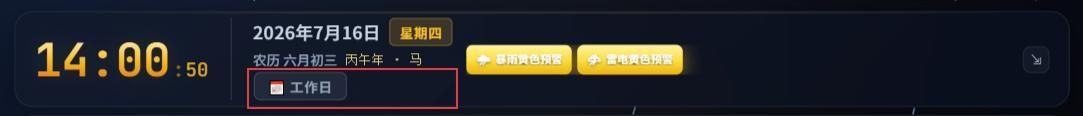 14:00:50
2026年7月16日 星期四
农历 六月初三 丙午年 · 马
工作日
暴雨黄色预警 雷电黄色预警